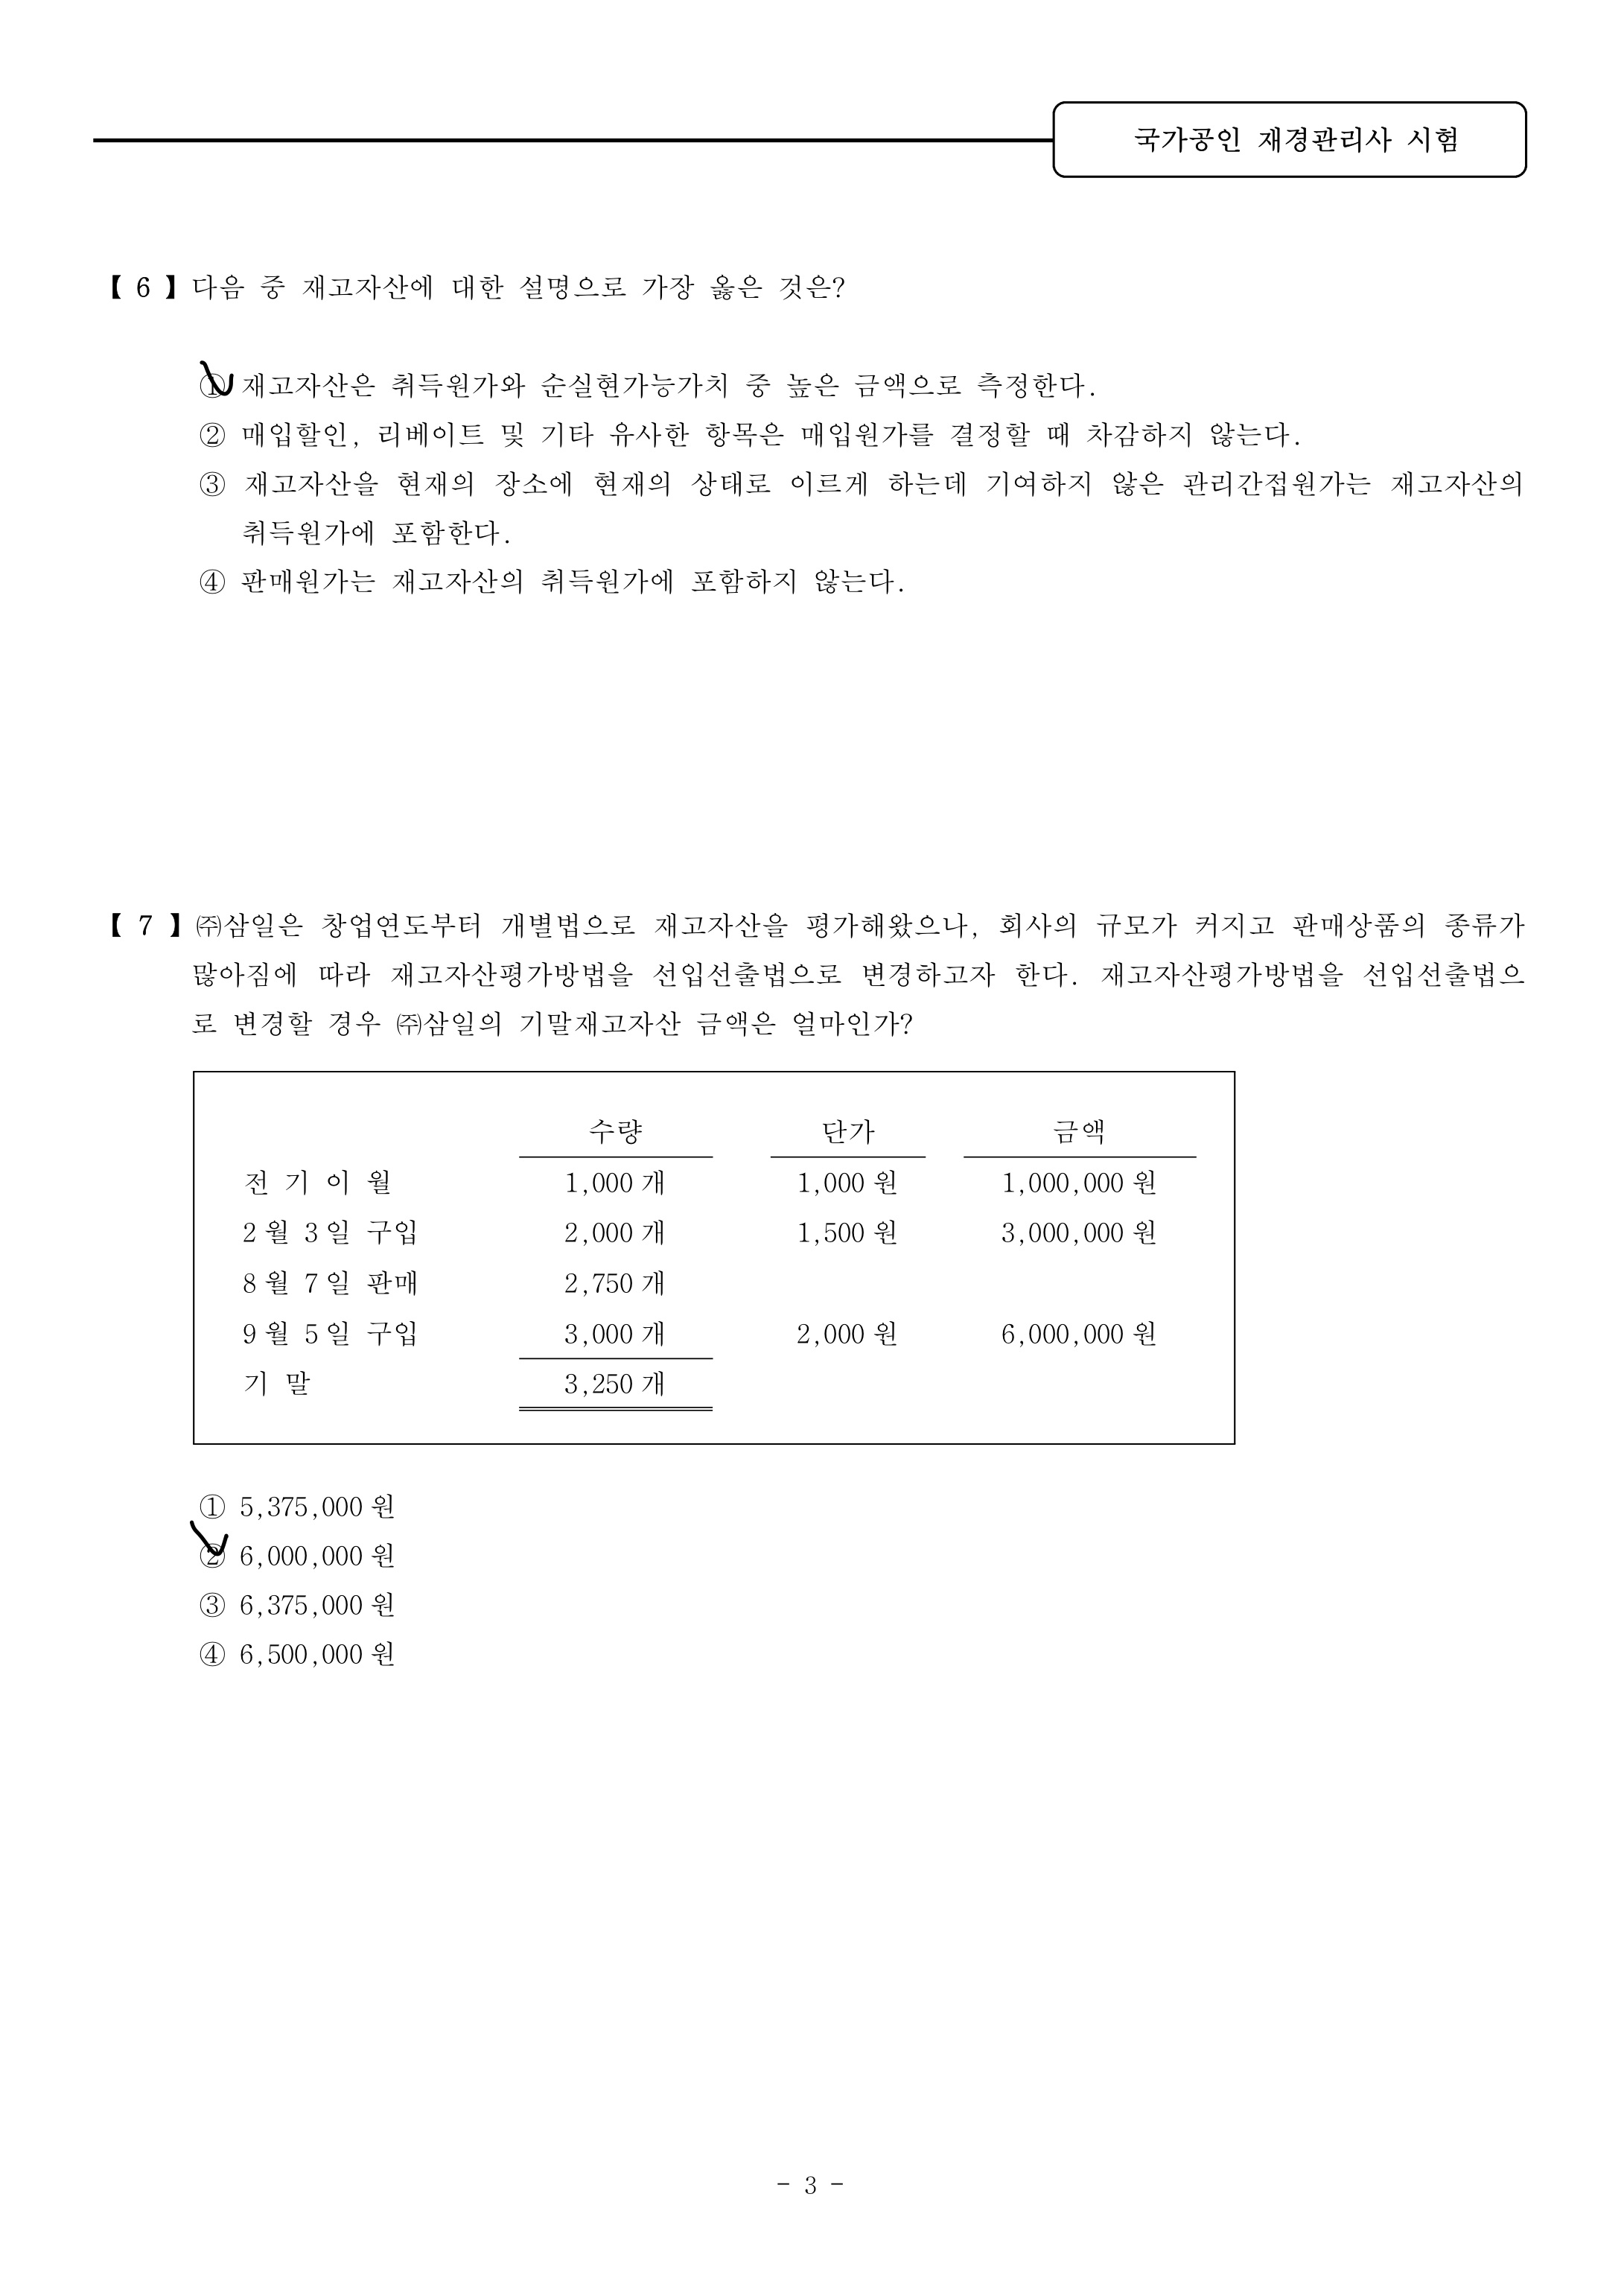 국가공인 재경관리사 시험
【 6 】 다음 중 재고자산에 대한 설명으로 가장 옳은 것은?
① 재고자산은 취득원가와 순실현가능가치 중 높은 금액으로 측정한다.
② 매입할인, 리베이트 및 기타 유사한 항목은 매입원가를 결정할 때 차감하지 않는다.
③ 재고자산을 현재의 장소에 현재의 상태로 이르게 하는데 기여하지 않은 관리간접원가는 재고자산의
취득원가에 포함한다.
④ 판매원가는 재고자산의 취득원가에 포함하지 않는다.
【 7 】 ㈜삼일은 창업연도부터 개별법으로 재고자산을 평가해왔으나, 회사의 규모가 커지고 판매상품의 종류가
많아짐에 따라 재고자산평가방법을 선입선출법으로 변경하고자 한다. 재고자산평가방법을 선입선출법으
로 변경할 경우 ㈜삼일의 기말재고자산 금액은 얼마인가?
수량 단가 금액
전 기 이 월 1,000 개 1,000 원 1,000,000 원
2 월 3 일 구입 2,000 개 1,500 원 3,000,000 원
8 월 7 일 판매 2,750 개
9 월 5 일 구입 3,000 개 2,000 원 6,000,000 원
기 말 3,250 개
① 5,375,000 원
② 6,000,000 원
③ 6,375,000 원
④ 6,500,000 원
- 3 -